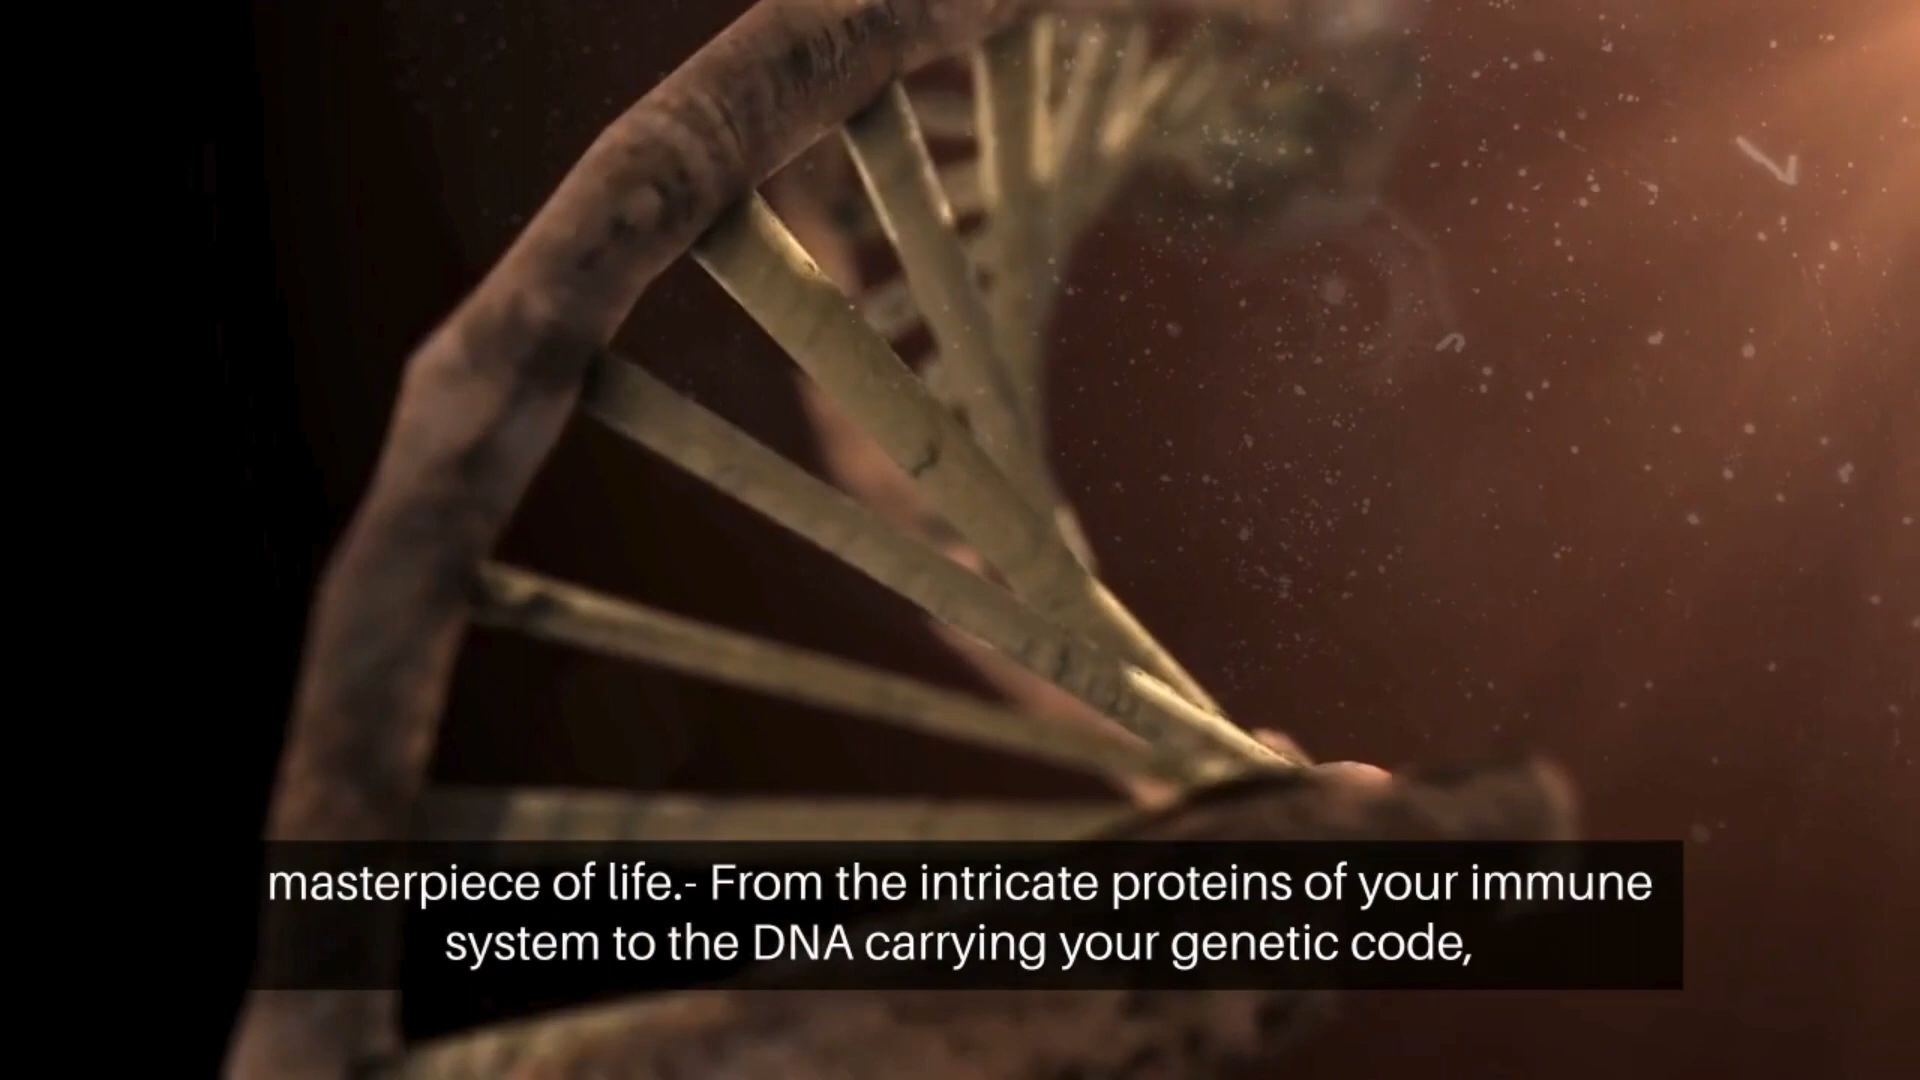 masterpiece of life.- From the intricate proteins of your immune
system to the DNA carrying your genetic code,